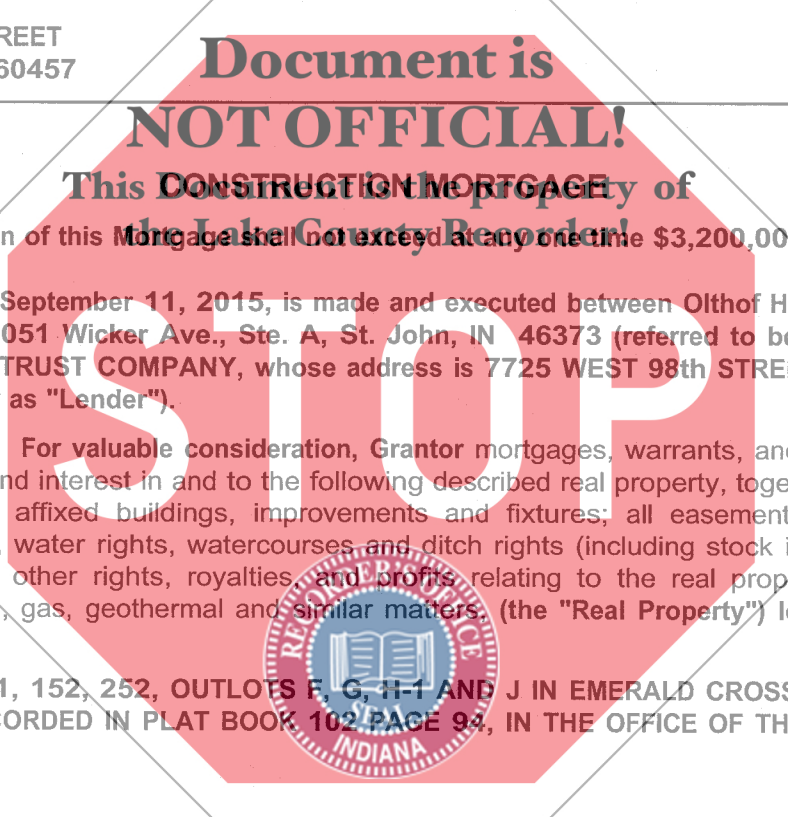 REET
60457
Document is
NOT OFFICIAL!
This Document is the property of
the Lake County Recorder!
CONSTRUCTION MORTGAGE
n of this Mortgage shall not exceed at any one time $3,200,00
September 11, 2015, is made and executed between Olthof H
051 Wicker Ave., Ste. A, St. John, IN 46373 (referred to be
TRUST COMPANY, whose address is 7725 WEST 98th STREE
as "Lender").
For valuable consideration, Grantor mortgages, warrants, and
nd interest in and to the following described real property, toge
affixed buildings, improvements and fixtures; all easement
, water rights, watercourses and ditch rights (including stock i
other rights, royalties, and profits relating to the real prop
, gas, geothermal and similar matters, (the "Real Property") l
STOP
1, 152, 252, OUTLOTS F, G, H-1 AND J IN EMERALD CROSS
CORDED IN PLAT BOOK 102 PAGE 94, IN THE OFFICE OF TH
RECORDER'S OFFICE
SEAL
INDIANA